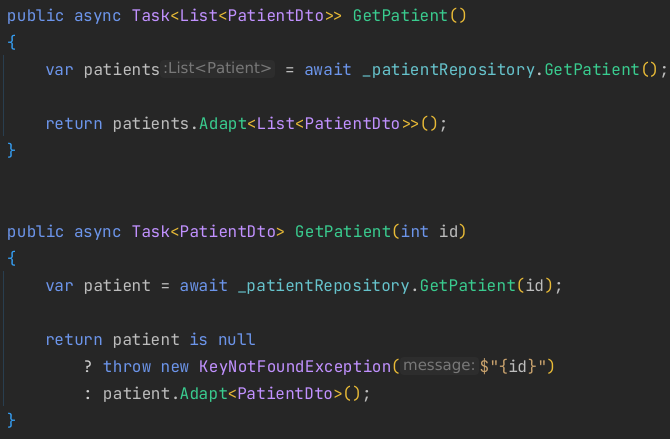 public async Task<List<PatientDto>> GetPatient()
{
    var patients :List<Patient> = await _patientRepository.GetPatient();
    return patients.Adapt<List<PatientDto>>();
}
public async Task<PatientDto> GetPatient(int id)
{
    var patient = await _patientRepository.GetPatient(id);
    return patient is null
        ? throw new KeyNotFoundException( message: $"{id}")
        : patient.Adapt<PatientDto>();
}